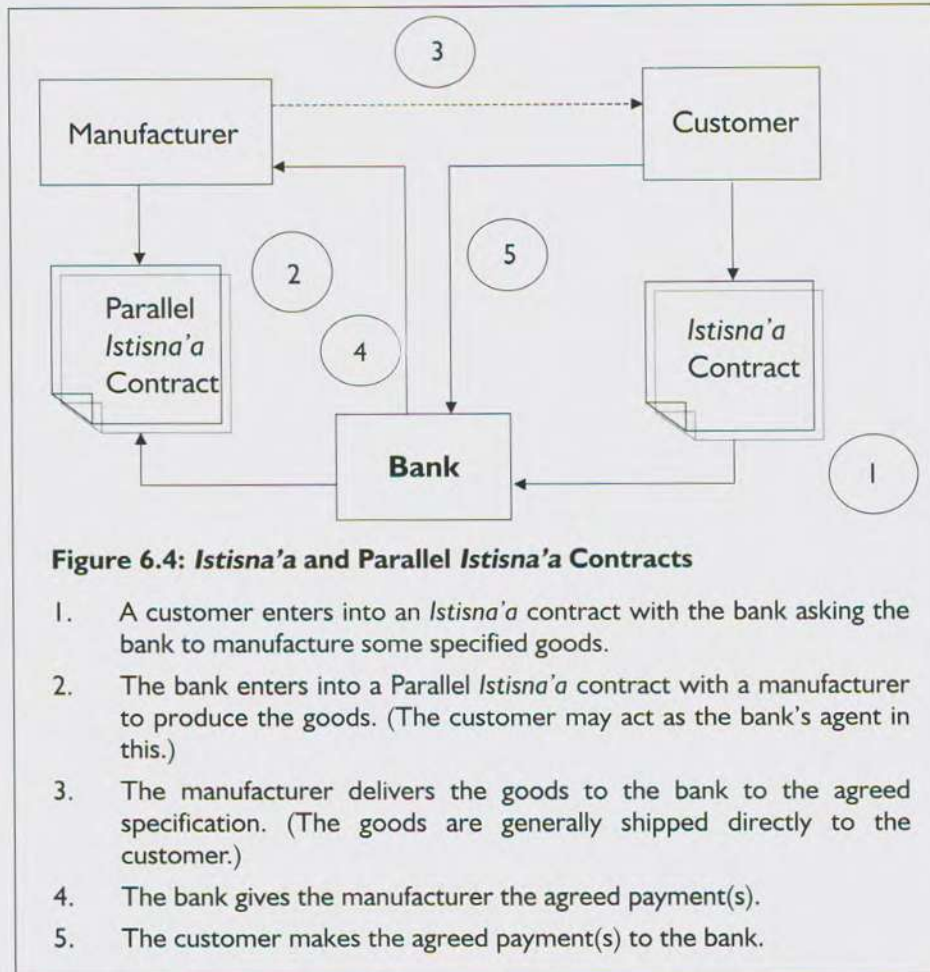 3
Manufacturer
Customer
2
5
Parallel
Istisna'a
Contract
4
Istisna'a
Contract
Bank
1
Figure 6.4: Istisna'a and Parallel Istisna'a Contracts
1. A customer enters into an Istisna'a contract with the bank asking the
bank to manufacture some specified goods.
2. The bank enters into a Parallel Istisna'a contract with a manufacturer
to produce the goods. (The customer may act as the bank's agent in
this.)
3. The manufacturer delivers the goods to the bank to the agreed
specification. (The goods are generally shipped directly to the
customer.)
4. The bank gives the manufacturer the agreed payment(s).
5. The customer makes the agreed payment(s) to the bank.